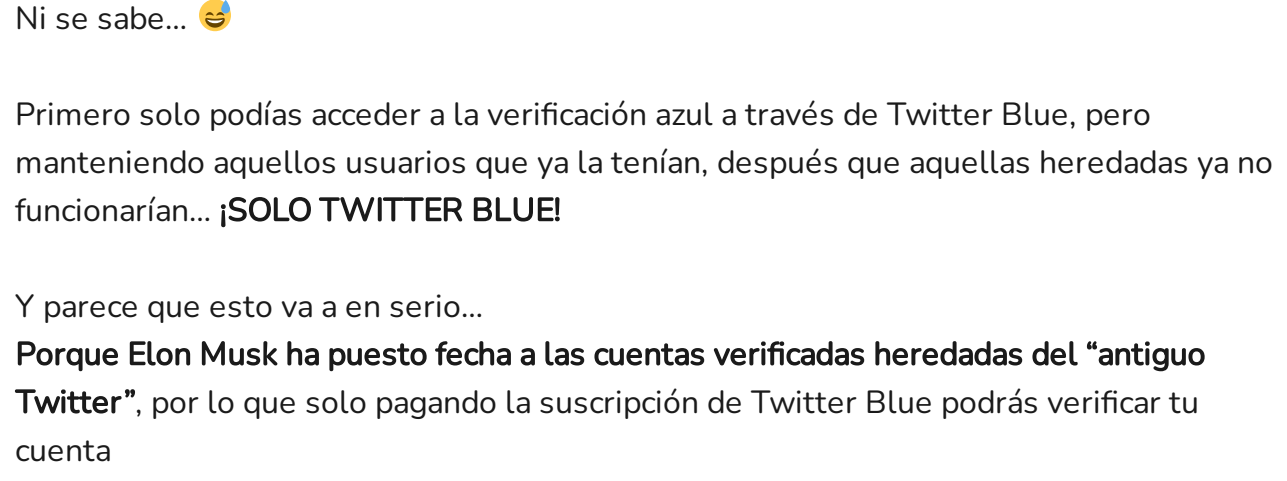 Ni se sabe... 😅
Primero solo podías acceder a la verificación azul a través de Twitter Blue, pero
manteniendo aquellos usuarios que ya la tenían, después que aquellas heredadas ya no
funcionarían... ¡SOLO TWITTER BLUE!
Y parece que esto va a en serio...
Porque Elon Musk ha puesto fecha a las cuentas verificadas heredadas del “antiguo
Twitter”, por lo que solo pagando la suscripción de Twitter Blue podrás verificar tu
cuenta